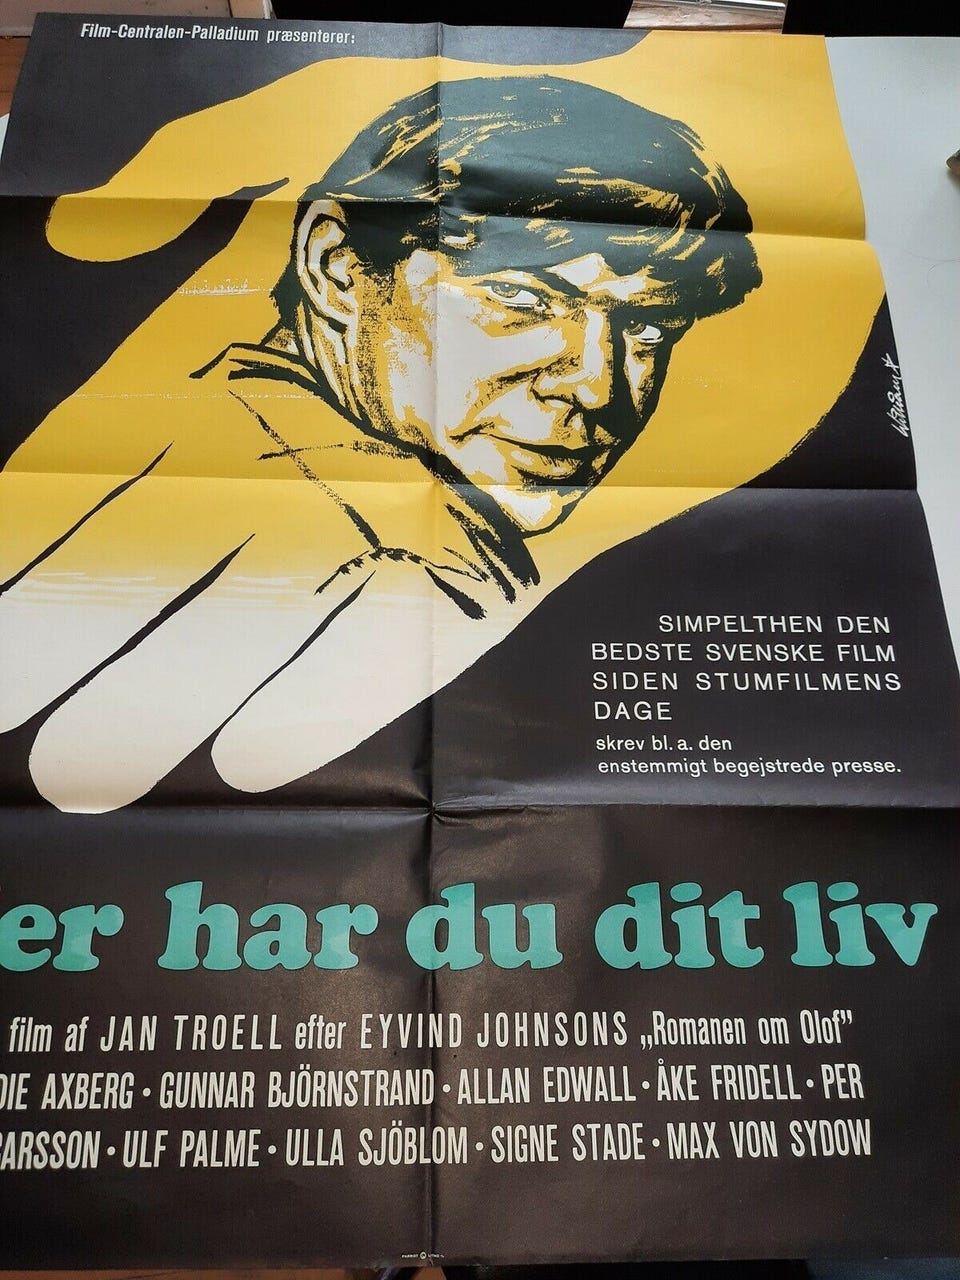 Film-Centralen-Palladium præsenterer:
SIMPELTHEN DEN
BEDSTE SVENSKE FILM
SIDEN STUMFILMENS
DAGE
skrev bl. a. den
enstemmigt begejstrede presse.
er har du dit liv
film af JAN TROELL efter EYVIND JOHNSONS „Romanen om Olof”
DIE AXBERG · GUNNAR BJÖRNSTRAND · ALLAN EDWALL · ÅKE FRIDELL · PER
ARSSON · ULF PALME · ULLA SJÖBLOM · SIGNE STADE · MAX VON SYDOW